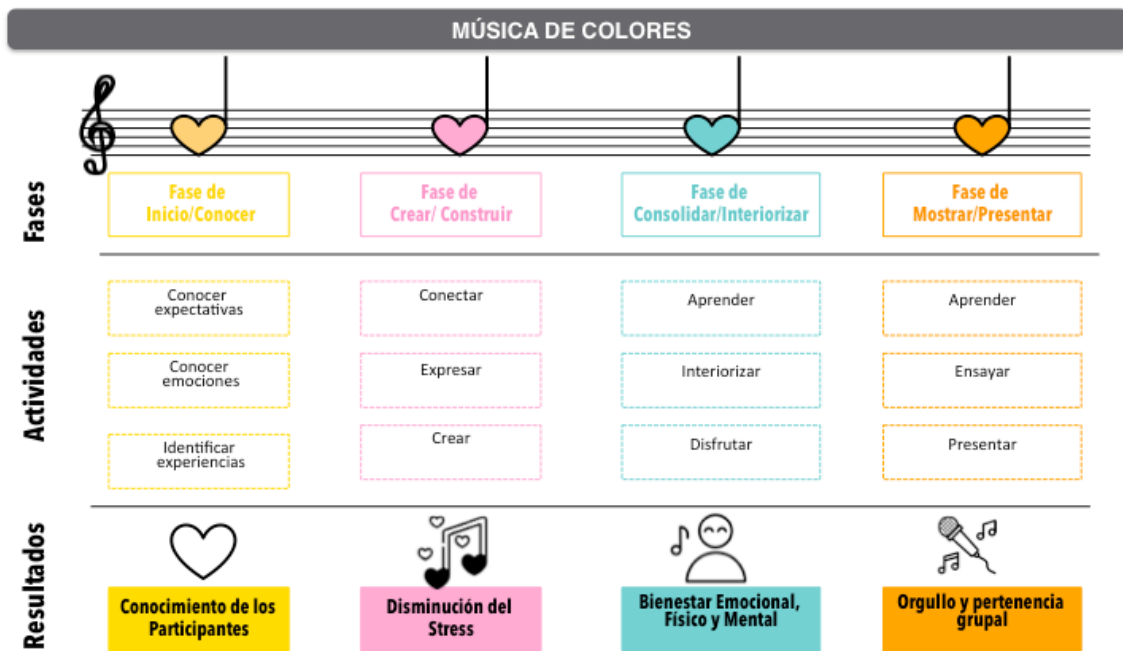 MÚSICA DE COLORES
Fases
Fase de
Inicio/Conocer
Fase de
Crear/ Construir
Fase de
Consolidar/Interiorizar
Fase de
Mostrar/Presentar
Actividades
Conocer
expectativas
Conectar
Aprender
Aprender
Conocer
emociones
Expresar
Interiorizar
Ensayar
Identificar
experiencias
Crear
Disfrutar
Presentar
Resultados
Conocimiento de los
Participantes
Disminución del
Stress
Bienestar Emocional,
Físico y Mental
Orgullo y pertenencia
grupal